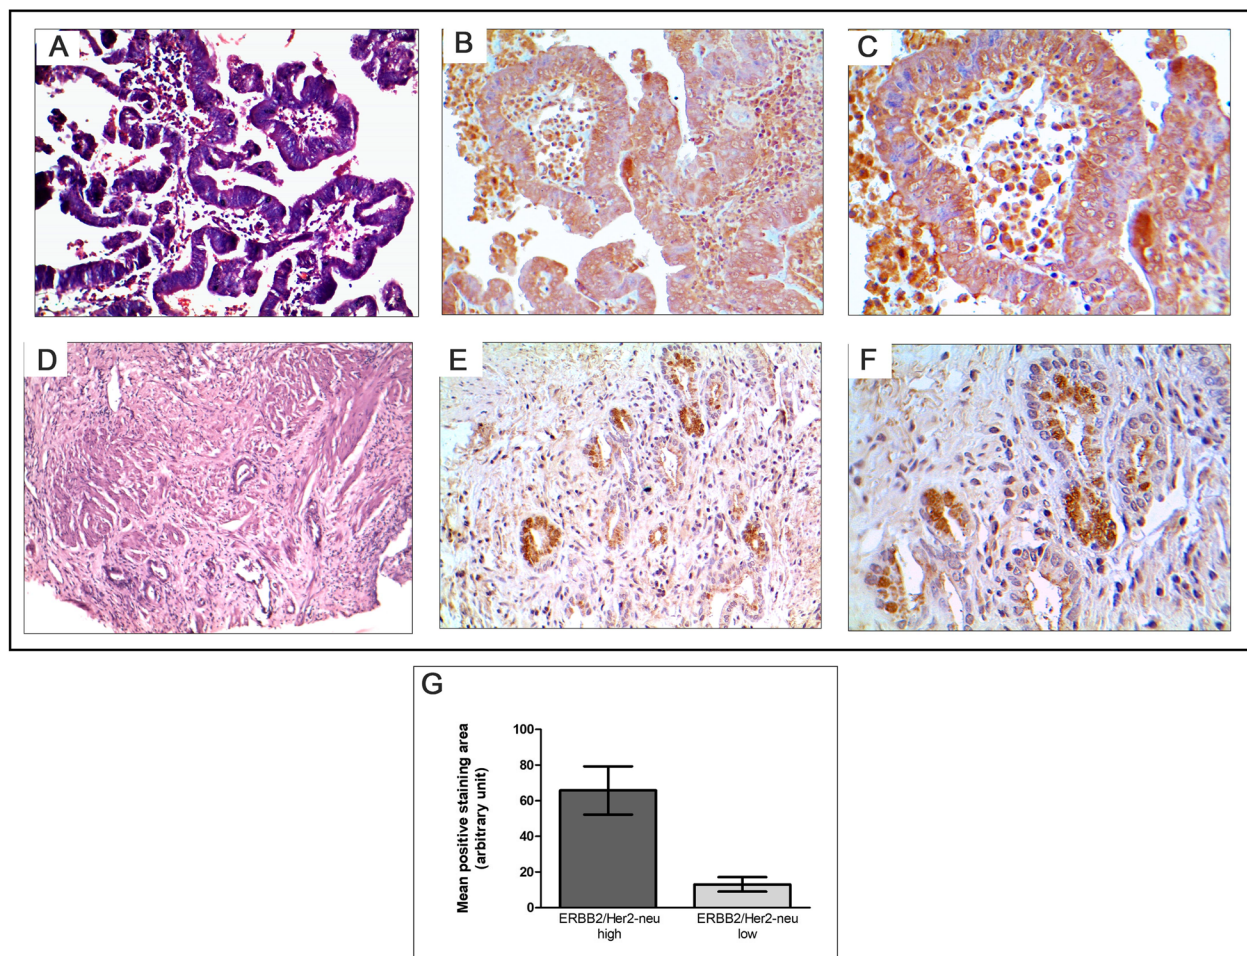 A
B
C
D
E
F
G
Mean positive staining area
(arbitrary unit)
100
80
60
40
20
0
ERBB2/Her2-neu
high
ERBB2/Her2-neu
low